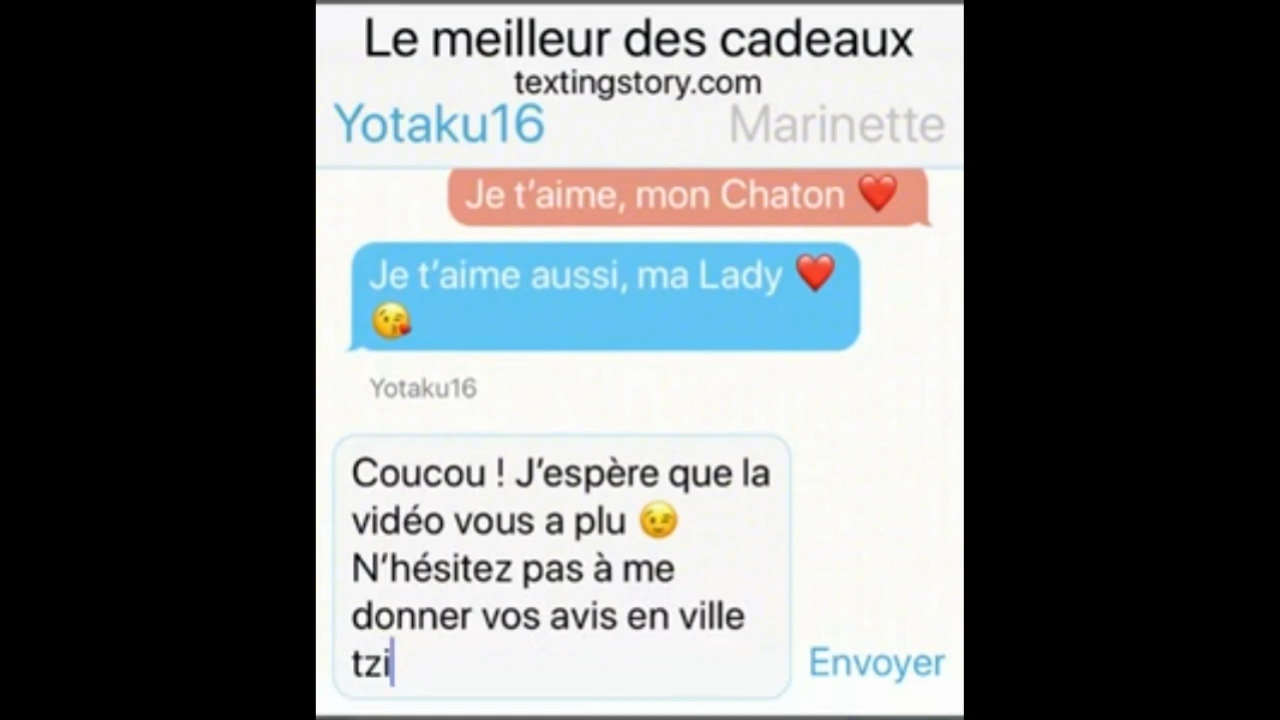 Le meilleur des cadeaux
textingstory.com
Yotaku16 Marinette
Je t'aime, mon Chaton ❤️
Je t'aime aussi, ma Lady ❤️
😘
Yotaku16
Coucou ! J'espère que la
vidéo vous a plu 😉
N'hésitez pas à me
donner vos avis en ville
tzi
Envoyer